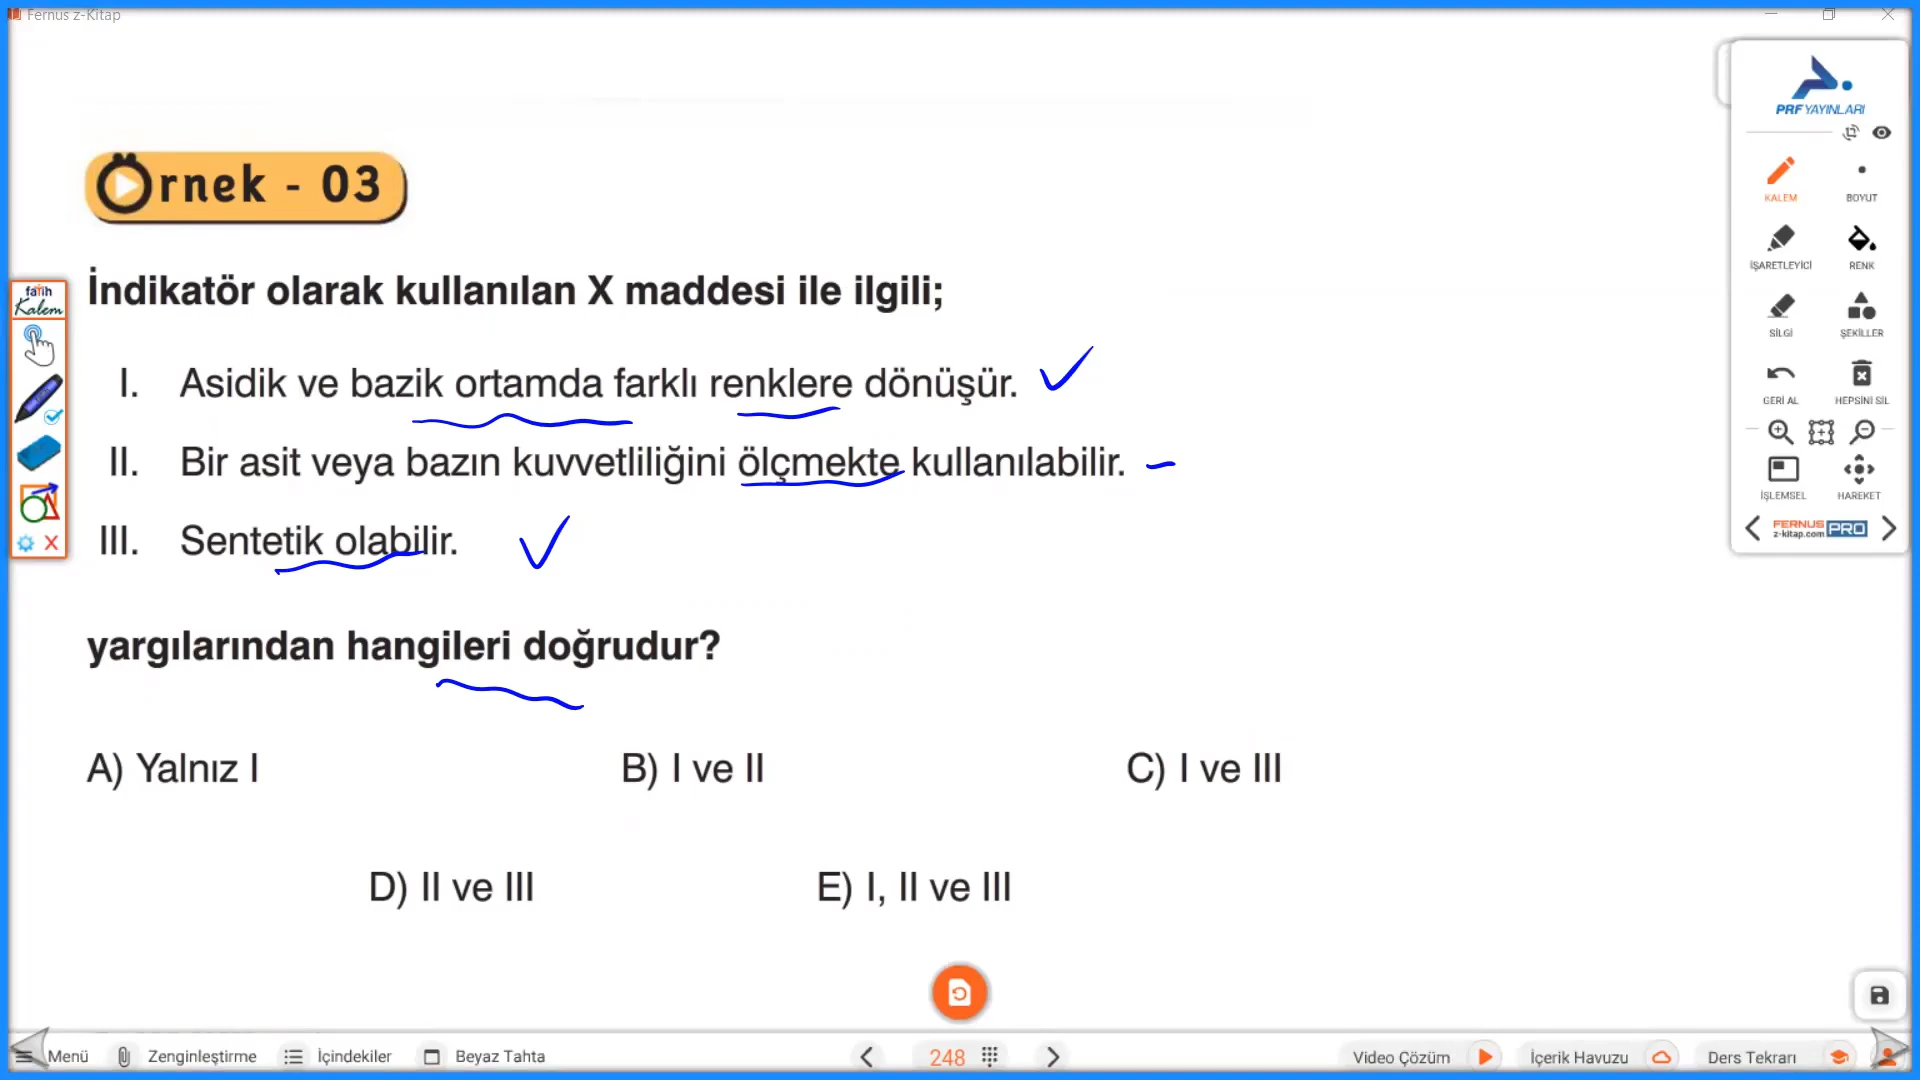 Fernus z-Kitap
PRF YAYINLARI
KALEM
BOYUT
İŞARETLEYİCİ
RENK
SİLGİ
ŞEKİLLER
GERİ AL
HEPSİNİ SİL
İŞLEMSEL
HAREKET
FERNUS
z-kitap.com
PRO
fatih
Kalem
Örnek - 03
İndikatör olarak kullanılan X maddesi ile ilgili;
I. Asidik ve bazik ortamda farklı renklere dönüşür.
II. Bir asit veya bazın kuvvetliliğini ölçmekte kullanılabilir.
III. Sentetik olabilir.
yargılarından hangileri doğrudur?
A) Yalnız I
B) I ve II
C) I ve III
D) II ve III
E) I, II ve III
Menü
Zenginleştirme
İçindekiler
Beyaz Tahta
248
Video Çözüm
İçerik Havuzu
Ders Tekrarı